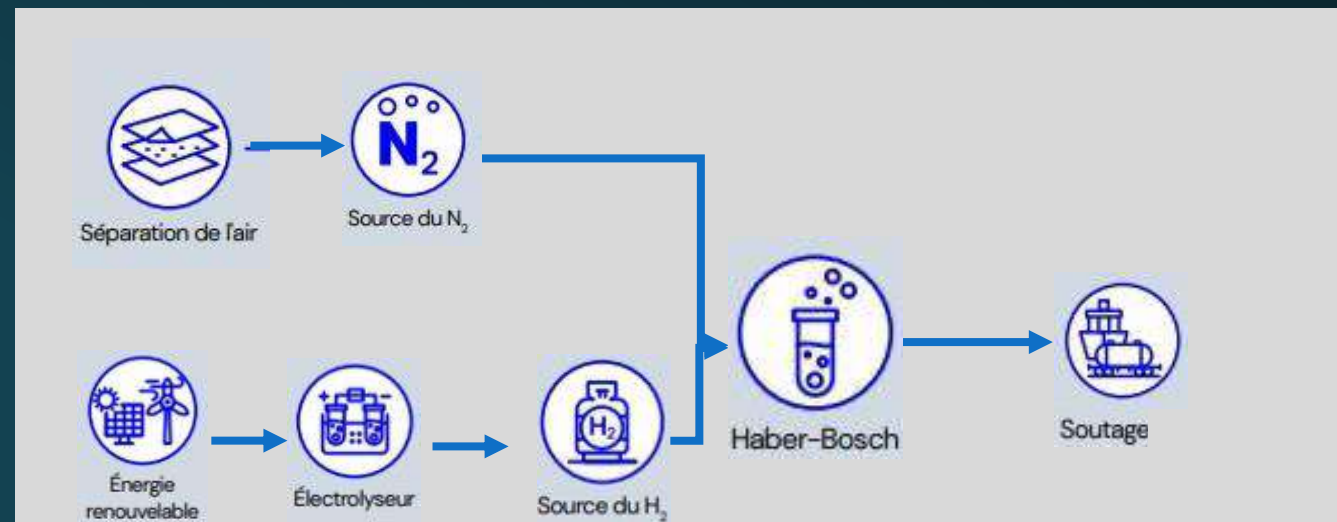 N₂
Séparation de l'air
Source du N₂
H₂
Haber-Bosch
Soutage
Énergie
renouvelable
Électrolyseur
Source du H₂